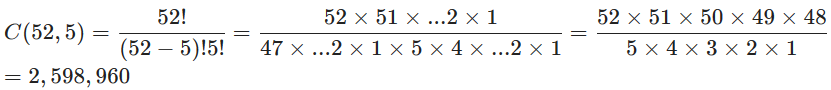 C(52, 5) = 52! / (52 − 5)!5! = 52 × 51 × ...2 × 1 / 47 × ...2 × 1 × 5 × 4 × ...2 × 1 = 52 × 51 × 50 × 49 × 48 / 5 × 4 × 3 × 2 × 1
= 2, 598, 960